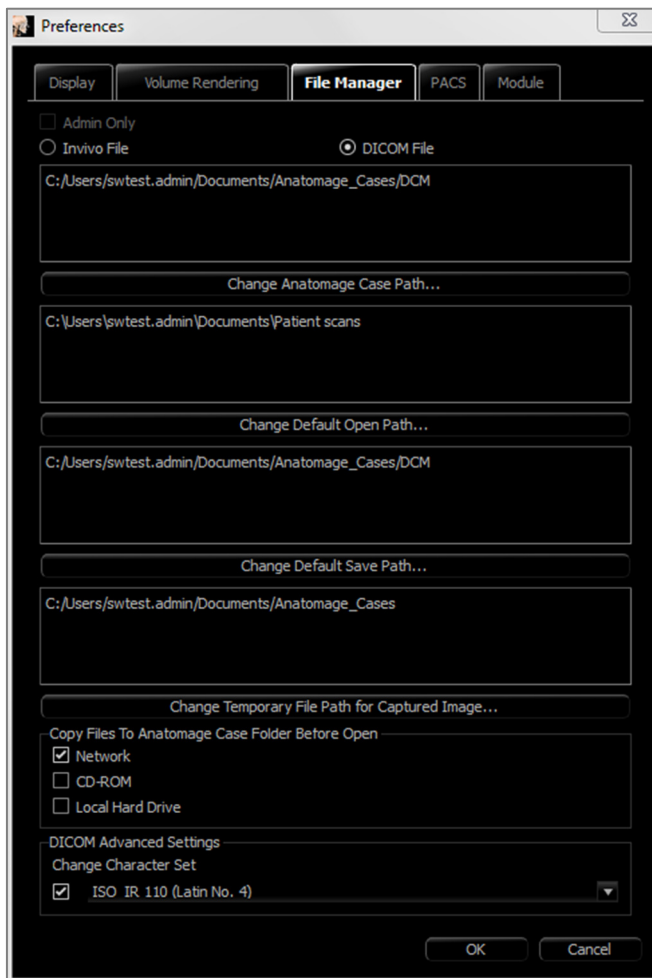 Preferences
Display Volume Rendering File Manager PACS Module
Admin Only
Invivo File DICOM File
C:/Users/swtest.admin/Documents/Anatomage_Cases/DCM
Change Anatomage Case Path...
C:\Users\swtest.admin\Documents\Patient scans
Change Default Open Path...
C:/Users/swtest.admin/Documents/Anatomage_Cases/DCM
Change Default Save Path...
C:/Users/swtest.admin/Documents/Anatomage_Cases
Change Temporary File Path for Captured Image...
Copy Files To Anatomage Case Folder Before Open
Network
CD-ROM
Local Hard Drive
DICOM Advanced Settings
Change Character Set
ISO IR 110 (Latin No. 4)
OK Cancel